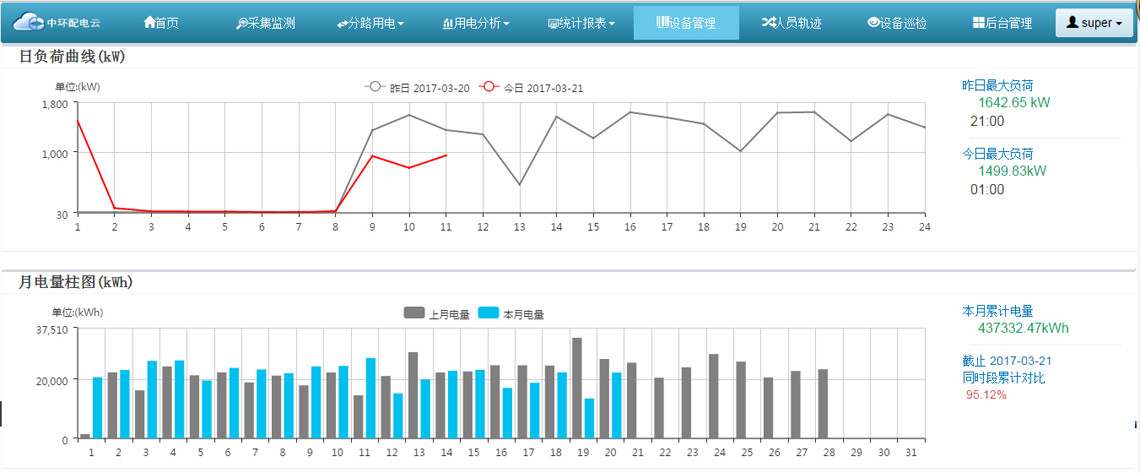 中环配电云 首页 采集监测 分路用电 用电分析 统计报表 设备管理 人员轨迹 设备巡检 后台管理 super
日负荷曲线(kW)
单位:(kW)
昨日 2017-03-20 今日 2017-03-21
1,800
1,000
30
1 2 3 4 5 6 7 8 9 10 11 12 13 14 15 16 17 18 19 20 21 22 23 24
昨日最大负荷
1642.65 kW
21:00
今日最大负荷
1499.83kW
01:00
月电量柱图(kWh)
单位:(kWh)
上月电量 本月电量
37,510
20,000
0
1 2 3 4 5 6 7 8 9 10 11 12 13 14 15 16 17 18 19 20 21 22 23 24 25 26 27 28 29 30 31
本月累计电量
437332.47kWh
截止 2017-03-21
同时段累计对比
95.12%